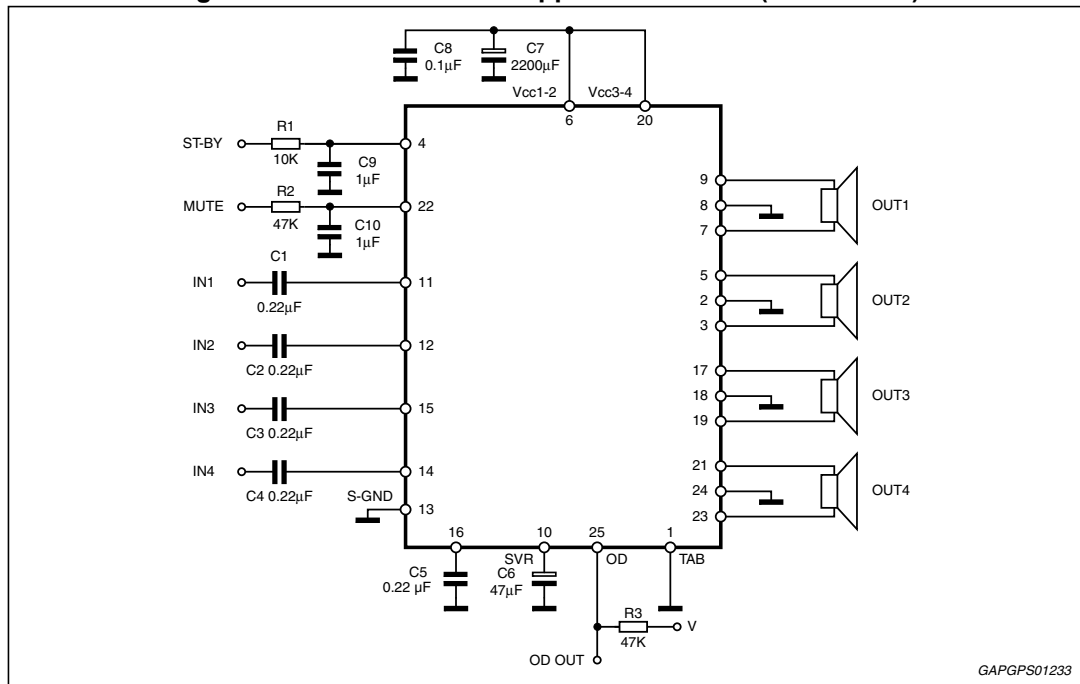 C8
0.1μF
C7
2200μF
Vcc1-2
Vcc3-4
6
20
ST-BY
R1
10K
4
C9
1μF
MUTE
R2
47K
22
C10
1μF
IN1
C1
0.22μF
11
IN2
C2 0.22μF
12
IN3
C3 0.22μF
15
IN4
C4 0.22μF
14
S-GND
13
9
8
7
OUT1
5
2
3
OUT2
17
18
19
OUT3
21
24
23
OUT4
16
10
25
1
SVR
OD
TAB
C5
0.22 μF
C6
47μF
R3
47K
V
OD OUT
GAPGPS01233